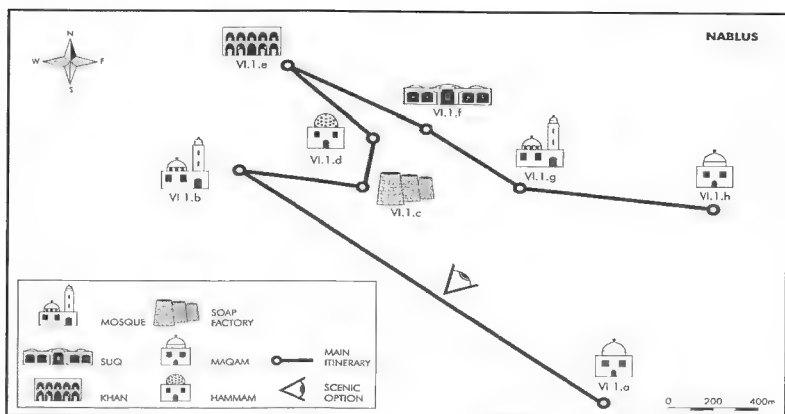 NABLUS
N
W F
S
VI.1.e
VI.1.f
VI.1.d
VI.1.g
VI 1.b
VI.1.c
VI.1.h
MOSQUE
SOAP
FACTORY
SUQ
MAQAM
MAIN
ITINERARY
KHAN
HAMMAM
SCENIC
OPTION
VI 1.a
0 200 400m